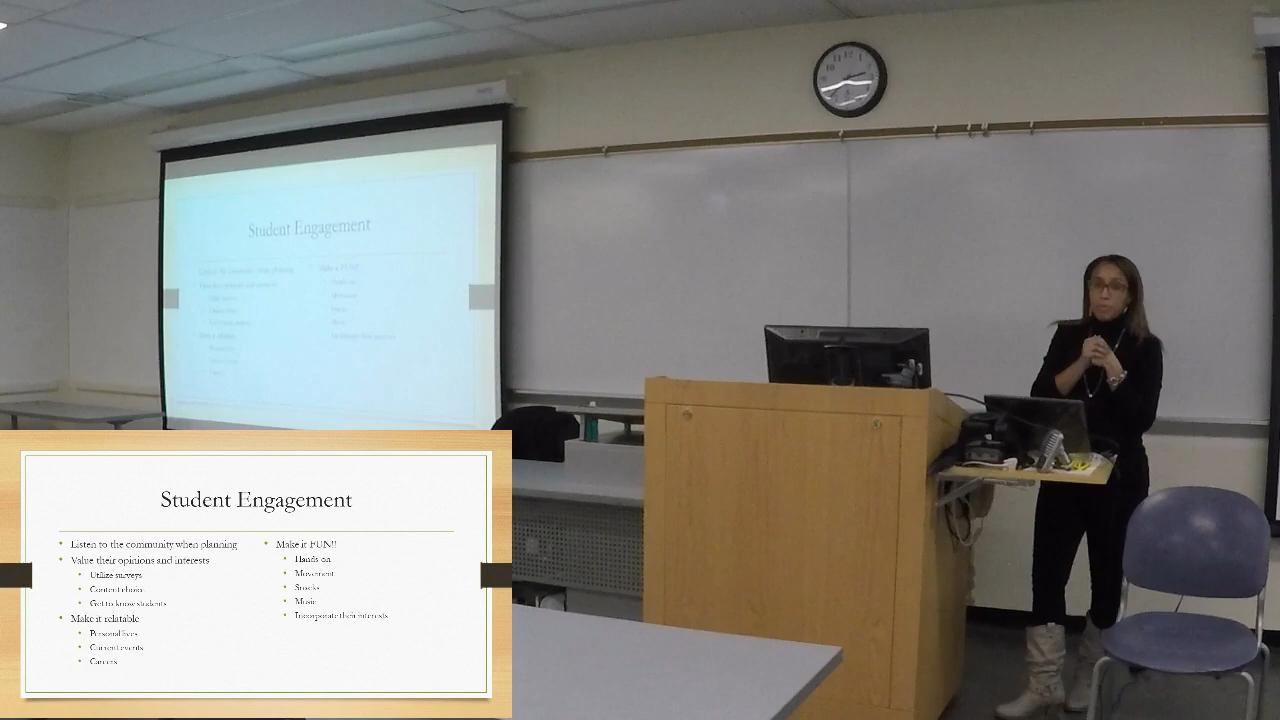 Student Engagement
Student Engagement
Listen to the community when planning
Value their opinions and interests
Utilize surveys
Content choice
Get to know students
Make it relatable
Personal lives
Current events
Careers
Make it FUN!!
Hands on
Movement
Snacks
Music
Incorporate their interests